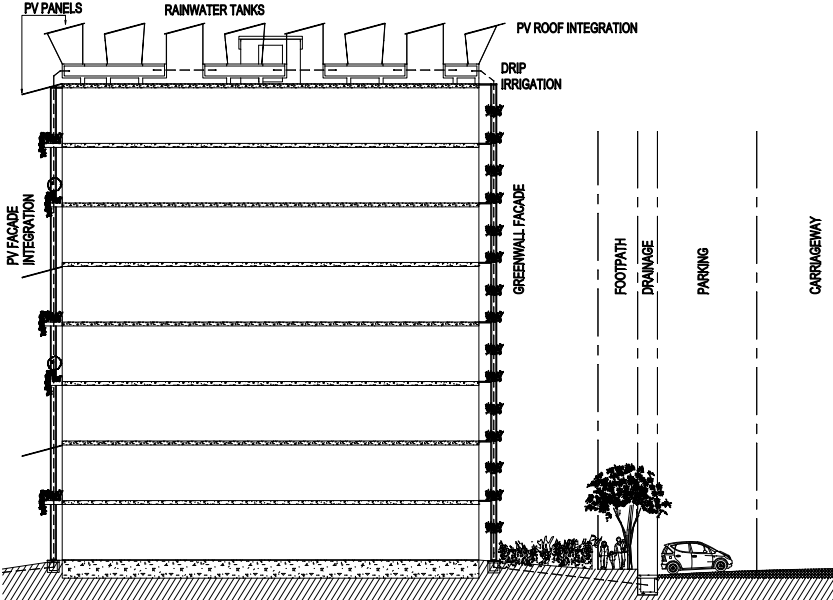 PV PANELS
RAINWATER TANKS
PV ROOF INTEGRATION
DRIP
IRRIGATION
PV FACADE
INTEGRATION
GREENWALL FACADE
FOOTPATH
DRAINAGE
PARKING
CARRIAGEWAY